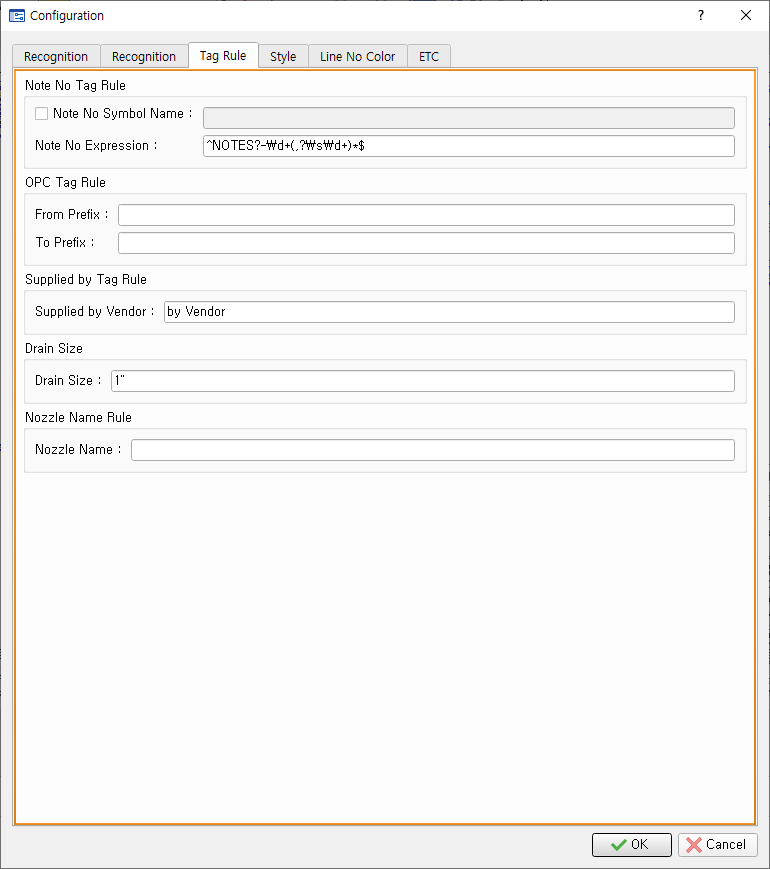 Configuration
?
Recognition Recognition Tag Rule Style Line No Color ETC
Note No Tag Rule
Note No Symbol Name :
Note No Expression : ^NOTES?-₩d+(,?₩s₩d+)*$
OPC Tag Rule
From Prefix :
To Prefix :
Supplied by Tag Rule
Supplied by Vendor : by Vendor
Drain Size
Drain Size : 1"
Nozzle Name Rule
Nozzle Name :
OK Cancel